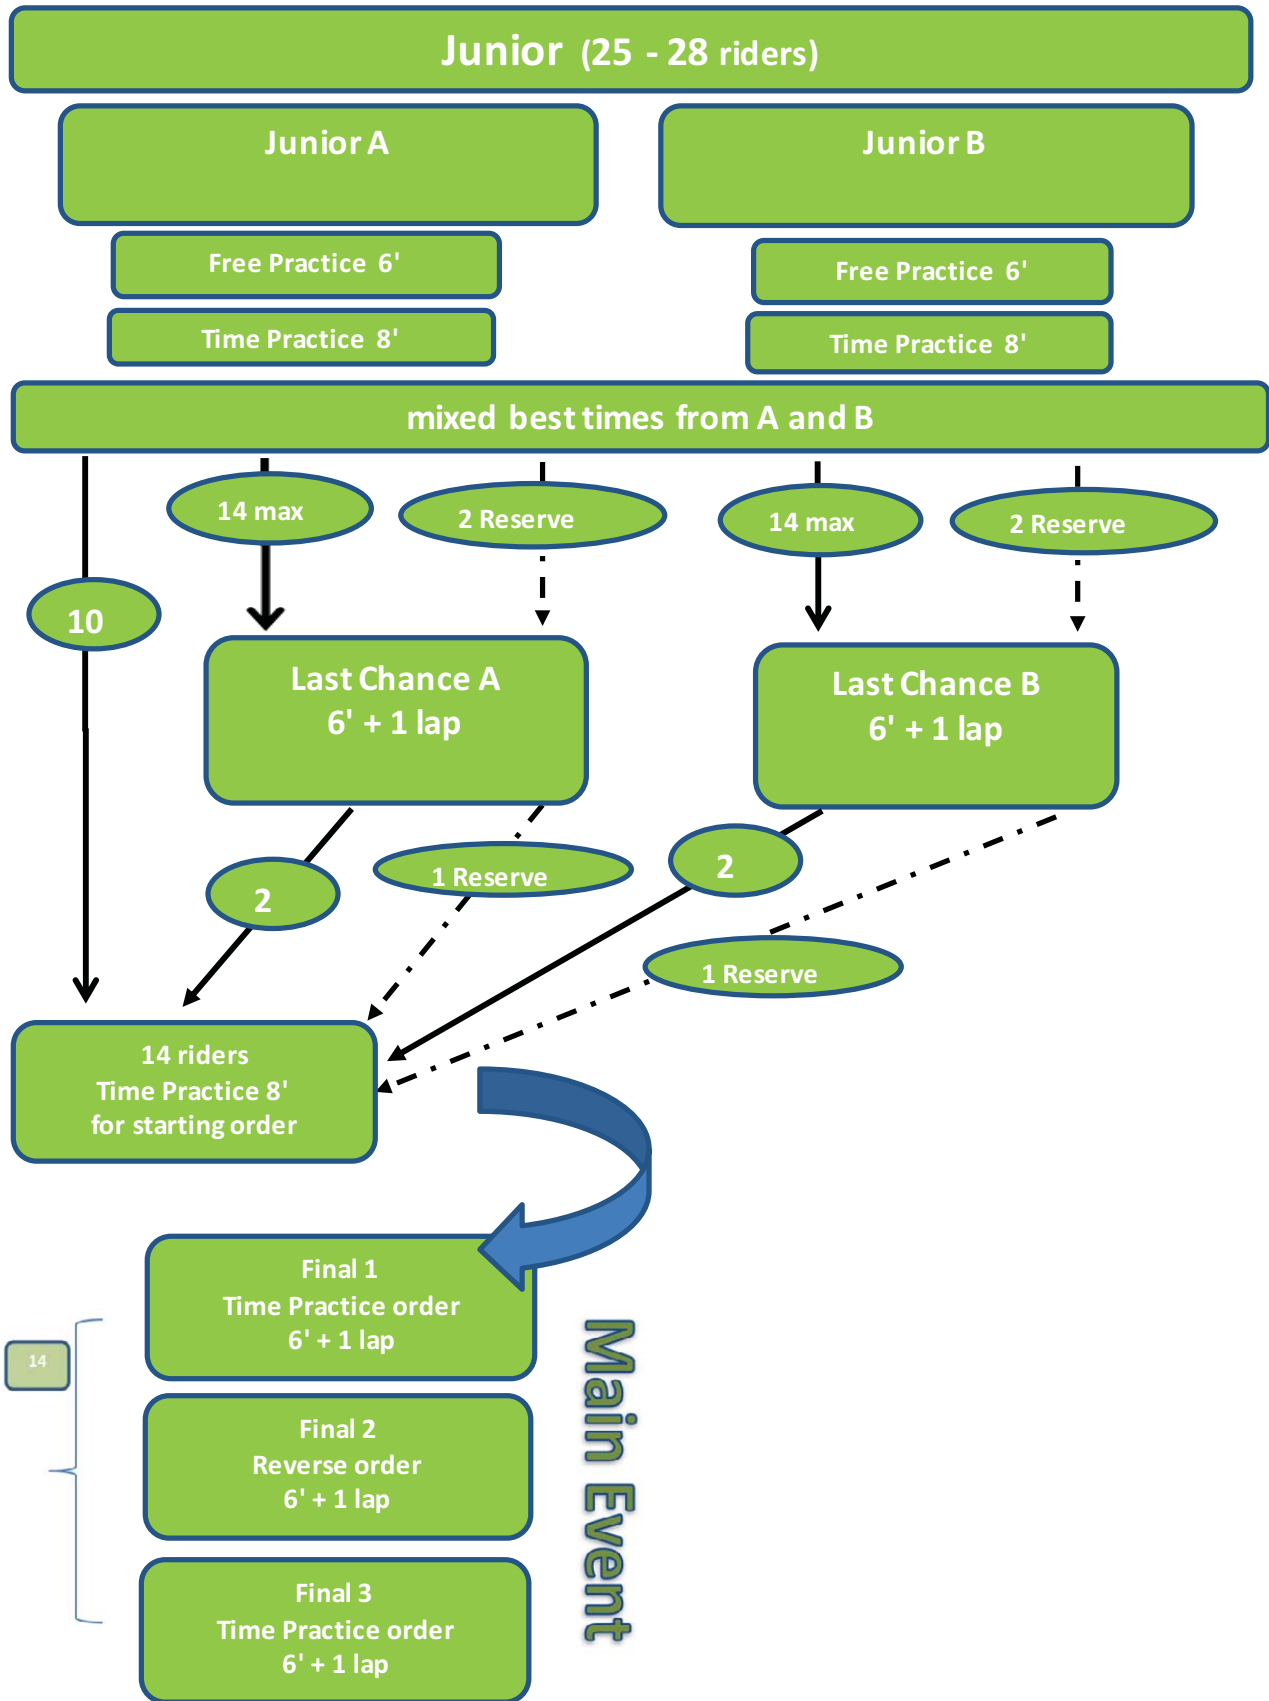 Junior (25 - 28 riders)
Junior A
Junior B
Free Practice 6'
Free Practice 6'
Time Practice 8'
Time Practice 8'
mixed best times from A and B
14 max
2 Reserve
14 max
2 Reserve
10
Last Chance A
6' + 1 lap
Last Chance B
6' + 1 lap
2
1 Reserve
2
1 Reserve
14 riders
Time Practice 8'
for starting order
Final 1
Time Practice order
6' + 1 lap
14
Final 2
Reverse order
6' + 1 lap
Final 3
Time Practice order
6' + 1 lap
Main Event